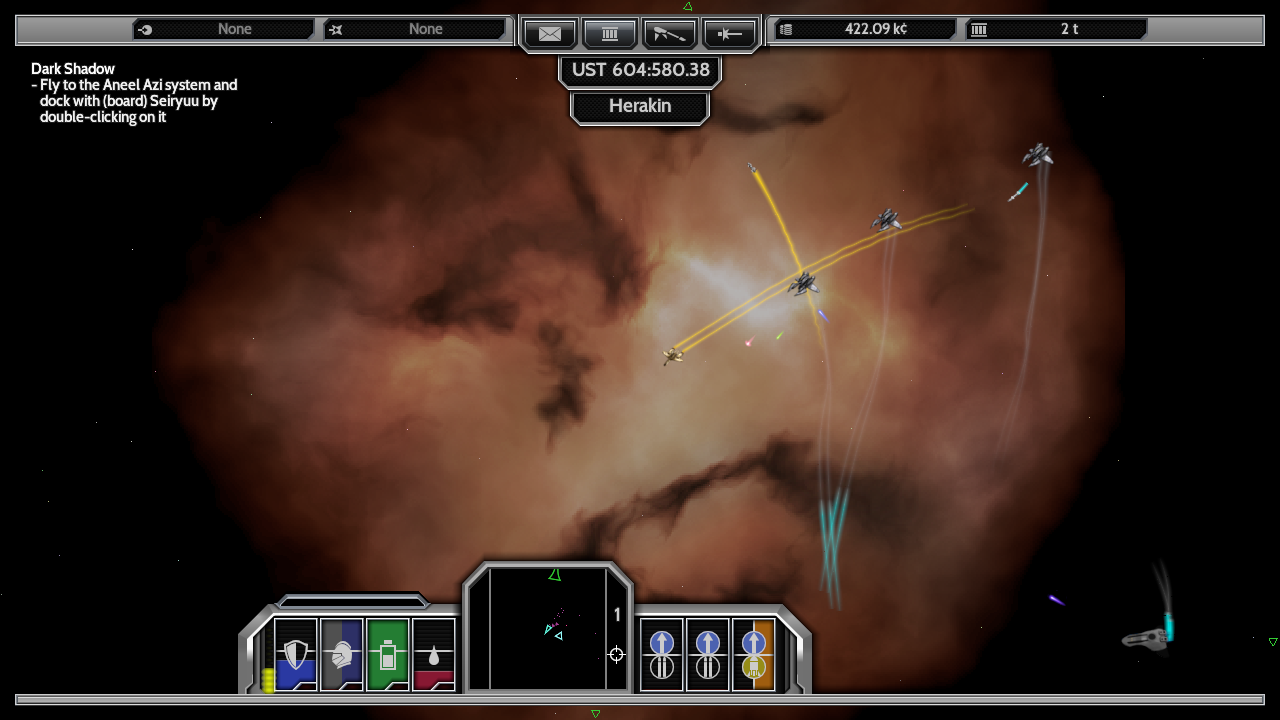 None
None
422.09 k¢
2 t
UST 604:580.38
Herakin
Dark Shadow
- Fly to the Aneel Azi system and
dock with (board) Seiryuu by
double-clicking on it
1